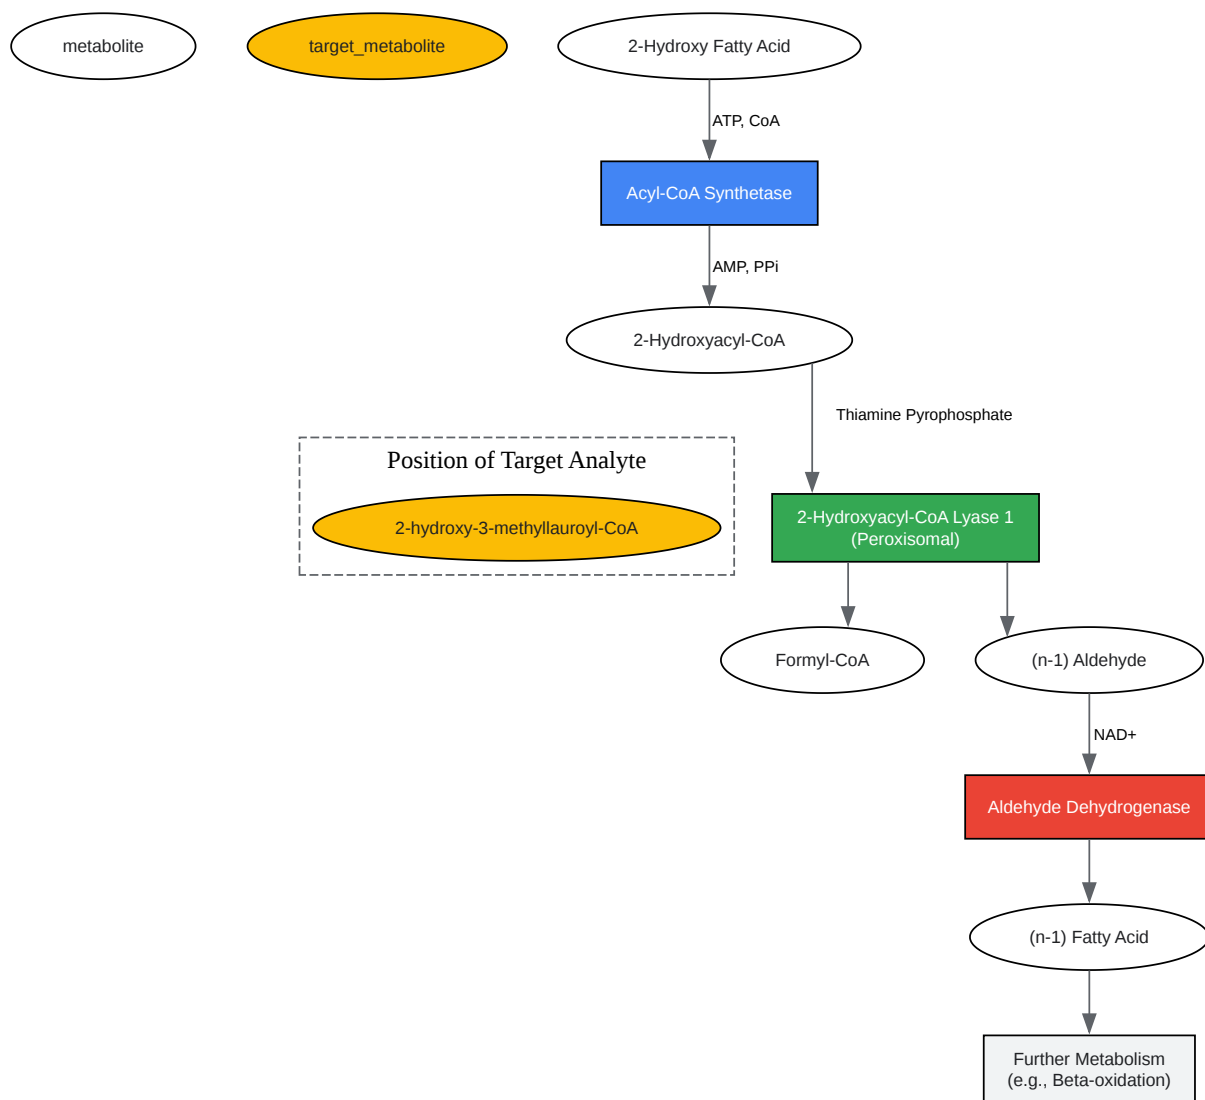 metabolite
target_metabolite
2-Hydroxy Fatty Acid
ATP, CoA
Acyl-CoA Synthetase
AMP, PPi
2-Hydroxyacyl-CoA
Thiamine Pyrophosphate
Position of Target Analyte
2-hydroxy-3-methyllauroyl-CoA
2-Hydroxyacyl-CoA Lyase 1
(Peroxisomal)
Formyl-CoA
(n-1) Aldehyde
NAD+
Aldehyde Dehydrogenase
(n-1) Fatty Acid
Further Metabolism
(e.g., Beta-oxidation)